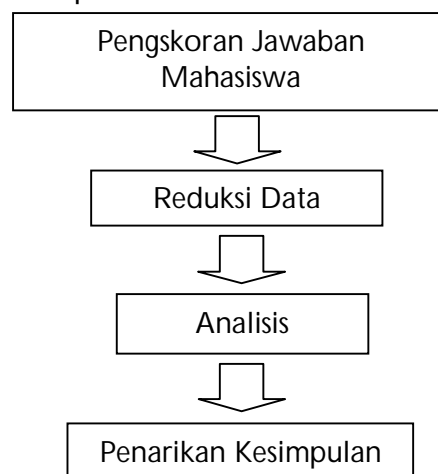 Pengskoran Jawaban
Mahasiswa
Reduksi Data
Analisis
Penarikan Kesimpulan